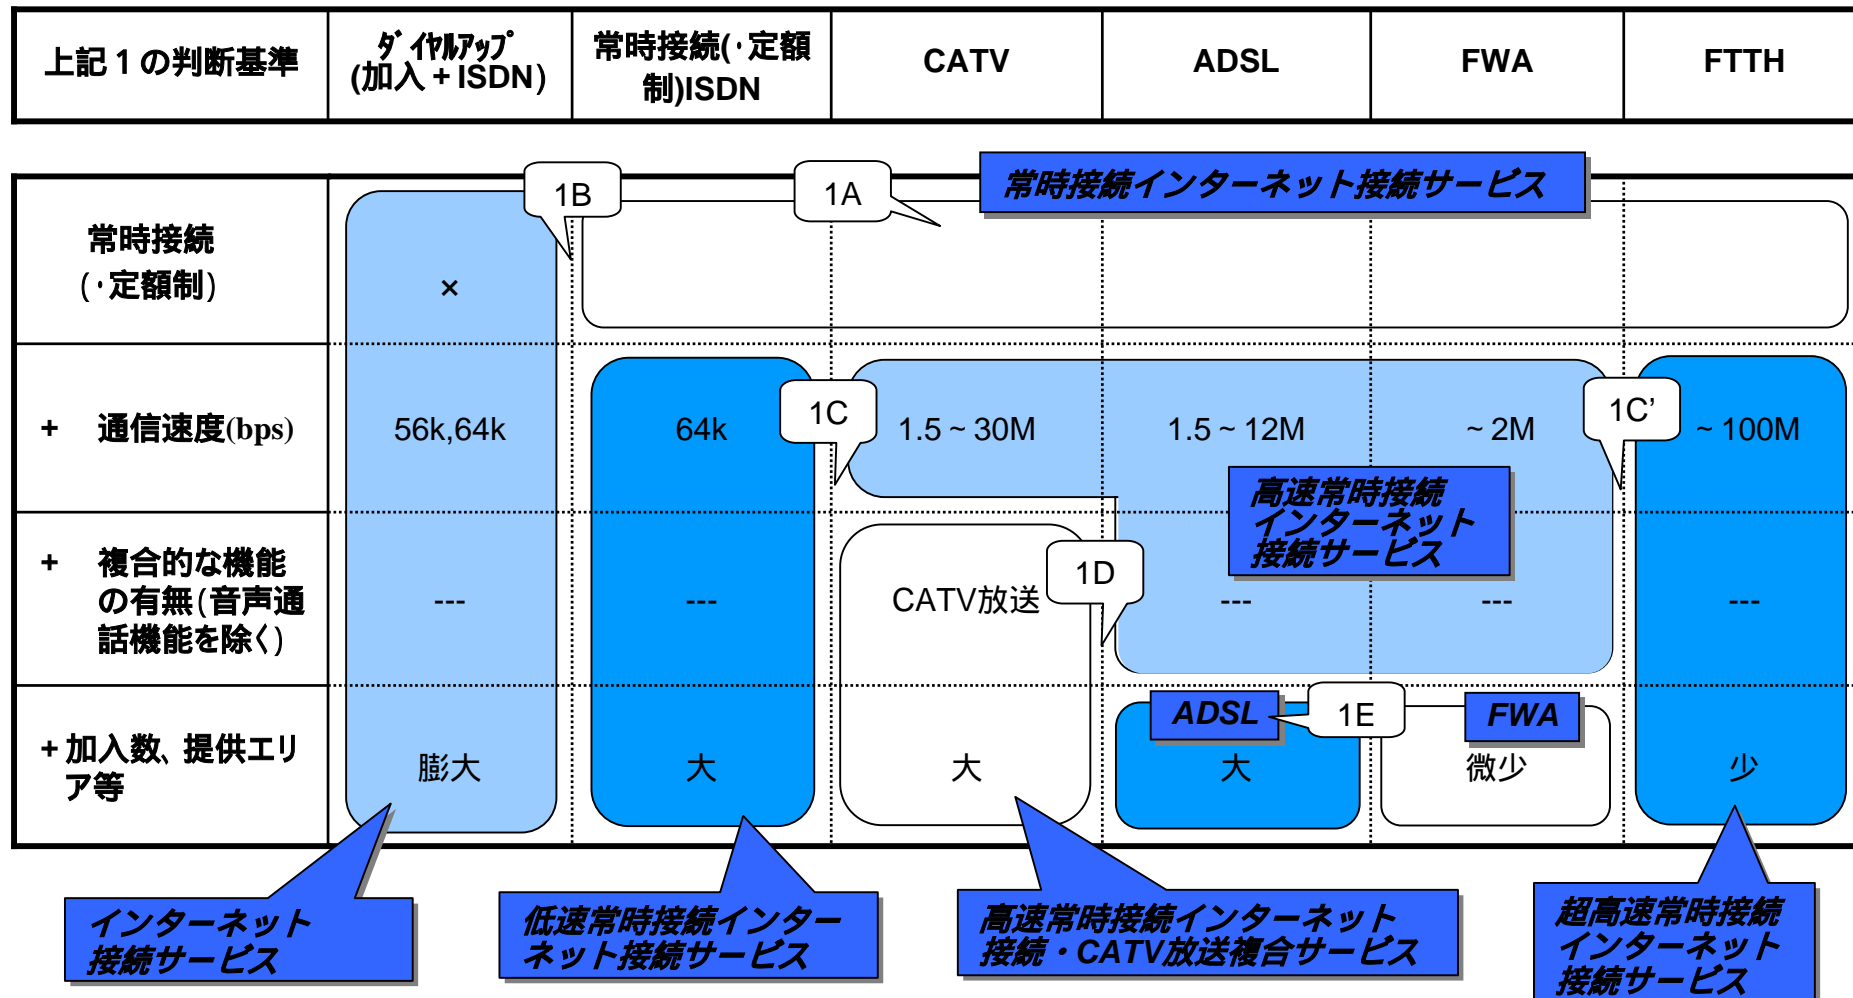 上記1の判断基準
ダイヤルアップ
(加入+ISDN)
常時接続(・定額
制)ISDN
CATV
ADSL
FWA
FTTH
1B
1A
常時接続インターネット接続サービス
常時接続
(・定額制)
×
+ 通信速度(bps)
56k,64k
64k
1C
1.5~30M
1.5~12M
~2M
1C'
~100M
高速常時接続
インターネット
接続サービス
+ 複合的な機能
の有無(音声通
話機能を除く)
---
---
CATV放送
1D
---
---
---
+加入数、提供エリ
ア等
膨大
大
大
ADSL
1E
大
FWA
微少
少
インターネット
接続サービス
低速常時接続インター
ネット接続サービス
高速常時接続インターネット
接続・CATV放送複合サービス
超高速常時接続
インターネット
接続サービス